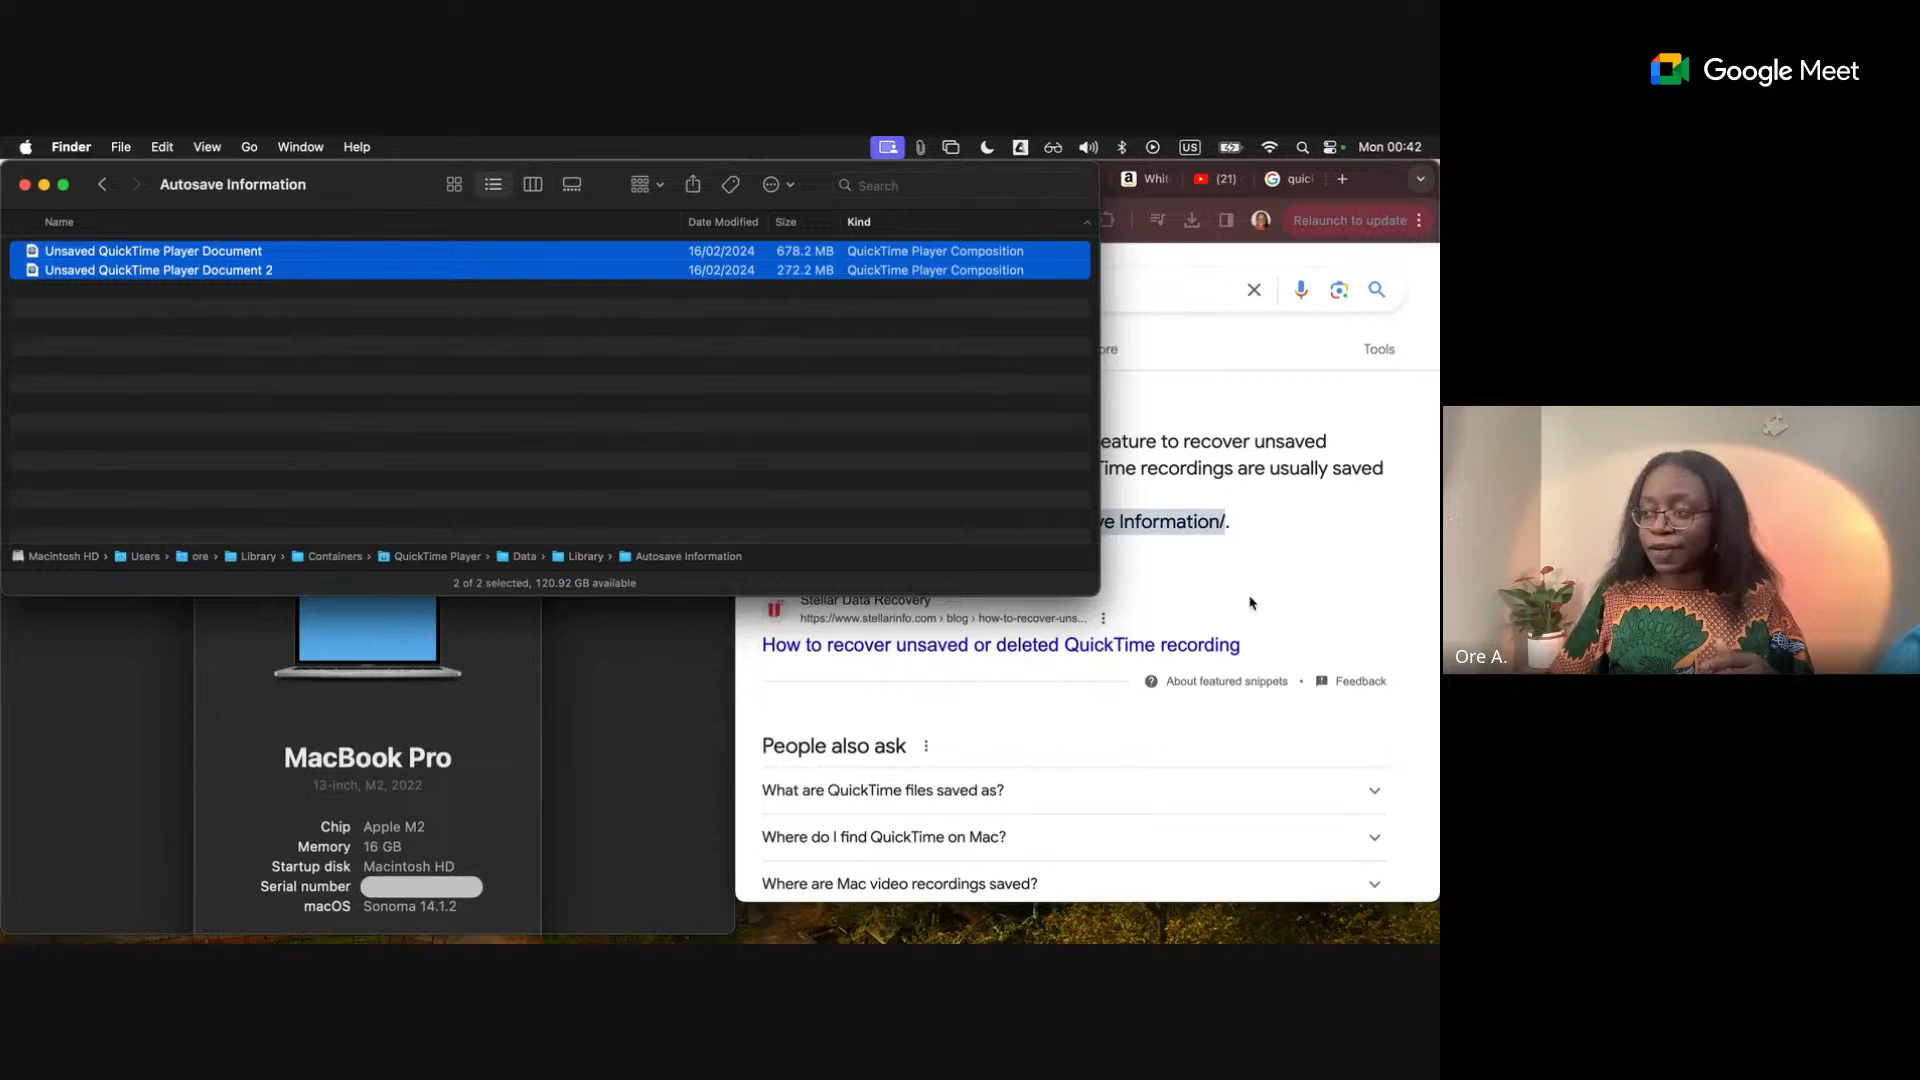 Google Meet
Finder File Edit View Go Window Help
US
Mon 00:42
Autosave Information
Search
Name Date Modified Size Kind
Unsaved QuickTime Player Document 16/02/2024 678.2 MB QuickTime Player Composition
Unsaved QuickTime Player Document 2 16/02/2024 272.2 MB QuickTime Player Composition
Macintosh HD › Users › ore › Library › Containers › QuickTime Player › Data › Library › Autosave Information
2 of 2 selected, 120.92 GB available
a Whit (21) quic
Relaunch to update
ore Tools
eature to recover unsaved
Time recordings are usually saved
ve Information/.
Stellar Data Recovery
https://www.stellarinfo.com › blog › how-to-recover-uns...
How to recover unsaved or deleted QuickTime recording
About featured snippets • Feedback
People also ask
What are QuickTime files saved as?
Where do I find QuickTime on Mac?
Where are Mac video recordings saved?
MacBook Pro
13-inch, M2, 2022
Chip Apple M2
Memory 16 GB
Startup disk Macintosh HD
Serial number
macOS Sonoma 14.1.2
Ore A.